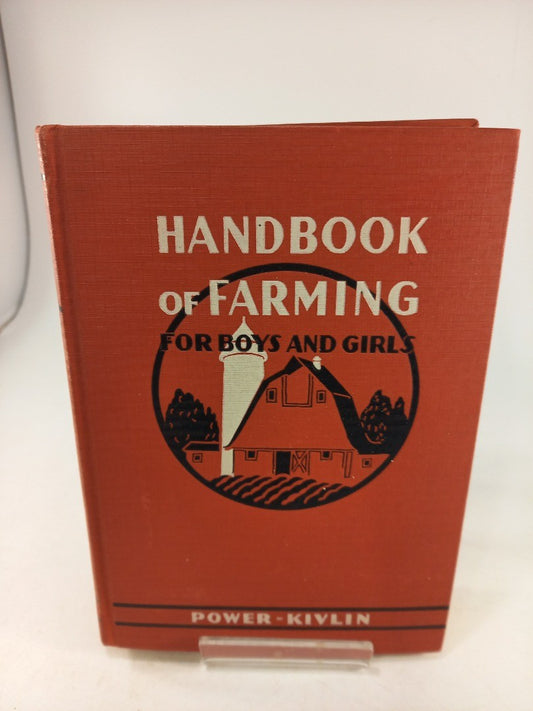 HANDBOOK
OF FARMING
FOR BOYS AND GIRLS
POWER-KIVLIN